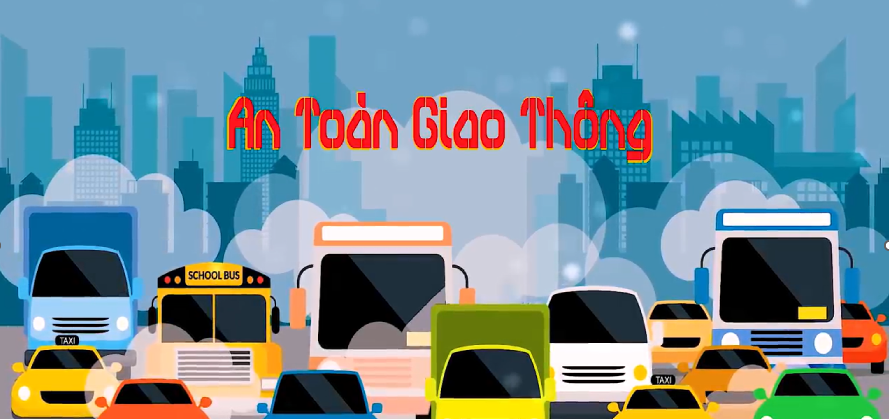 An Toàn Giao Thông
SCHOOL BUS
TAXI
TAXI